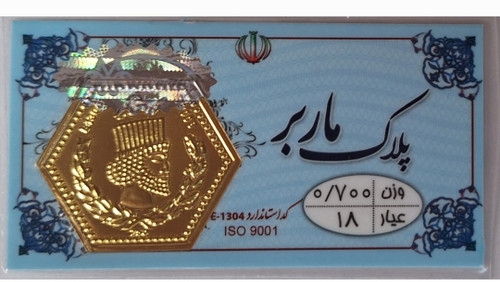 پلاک ماربر
وزن ۰/۷۰۰
عیار ۱۸
کد استاندارد E-1304
ISO 9001